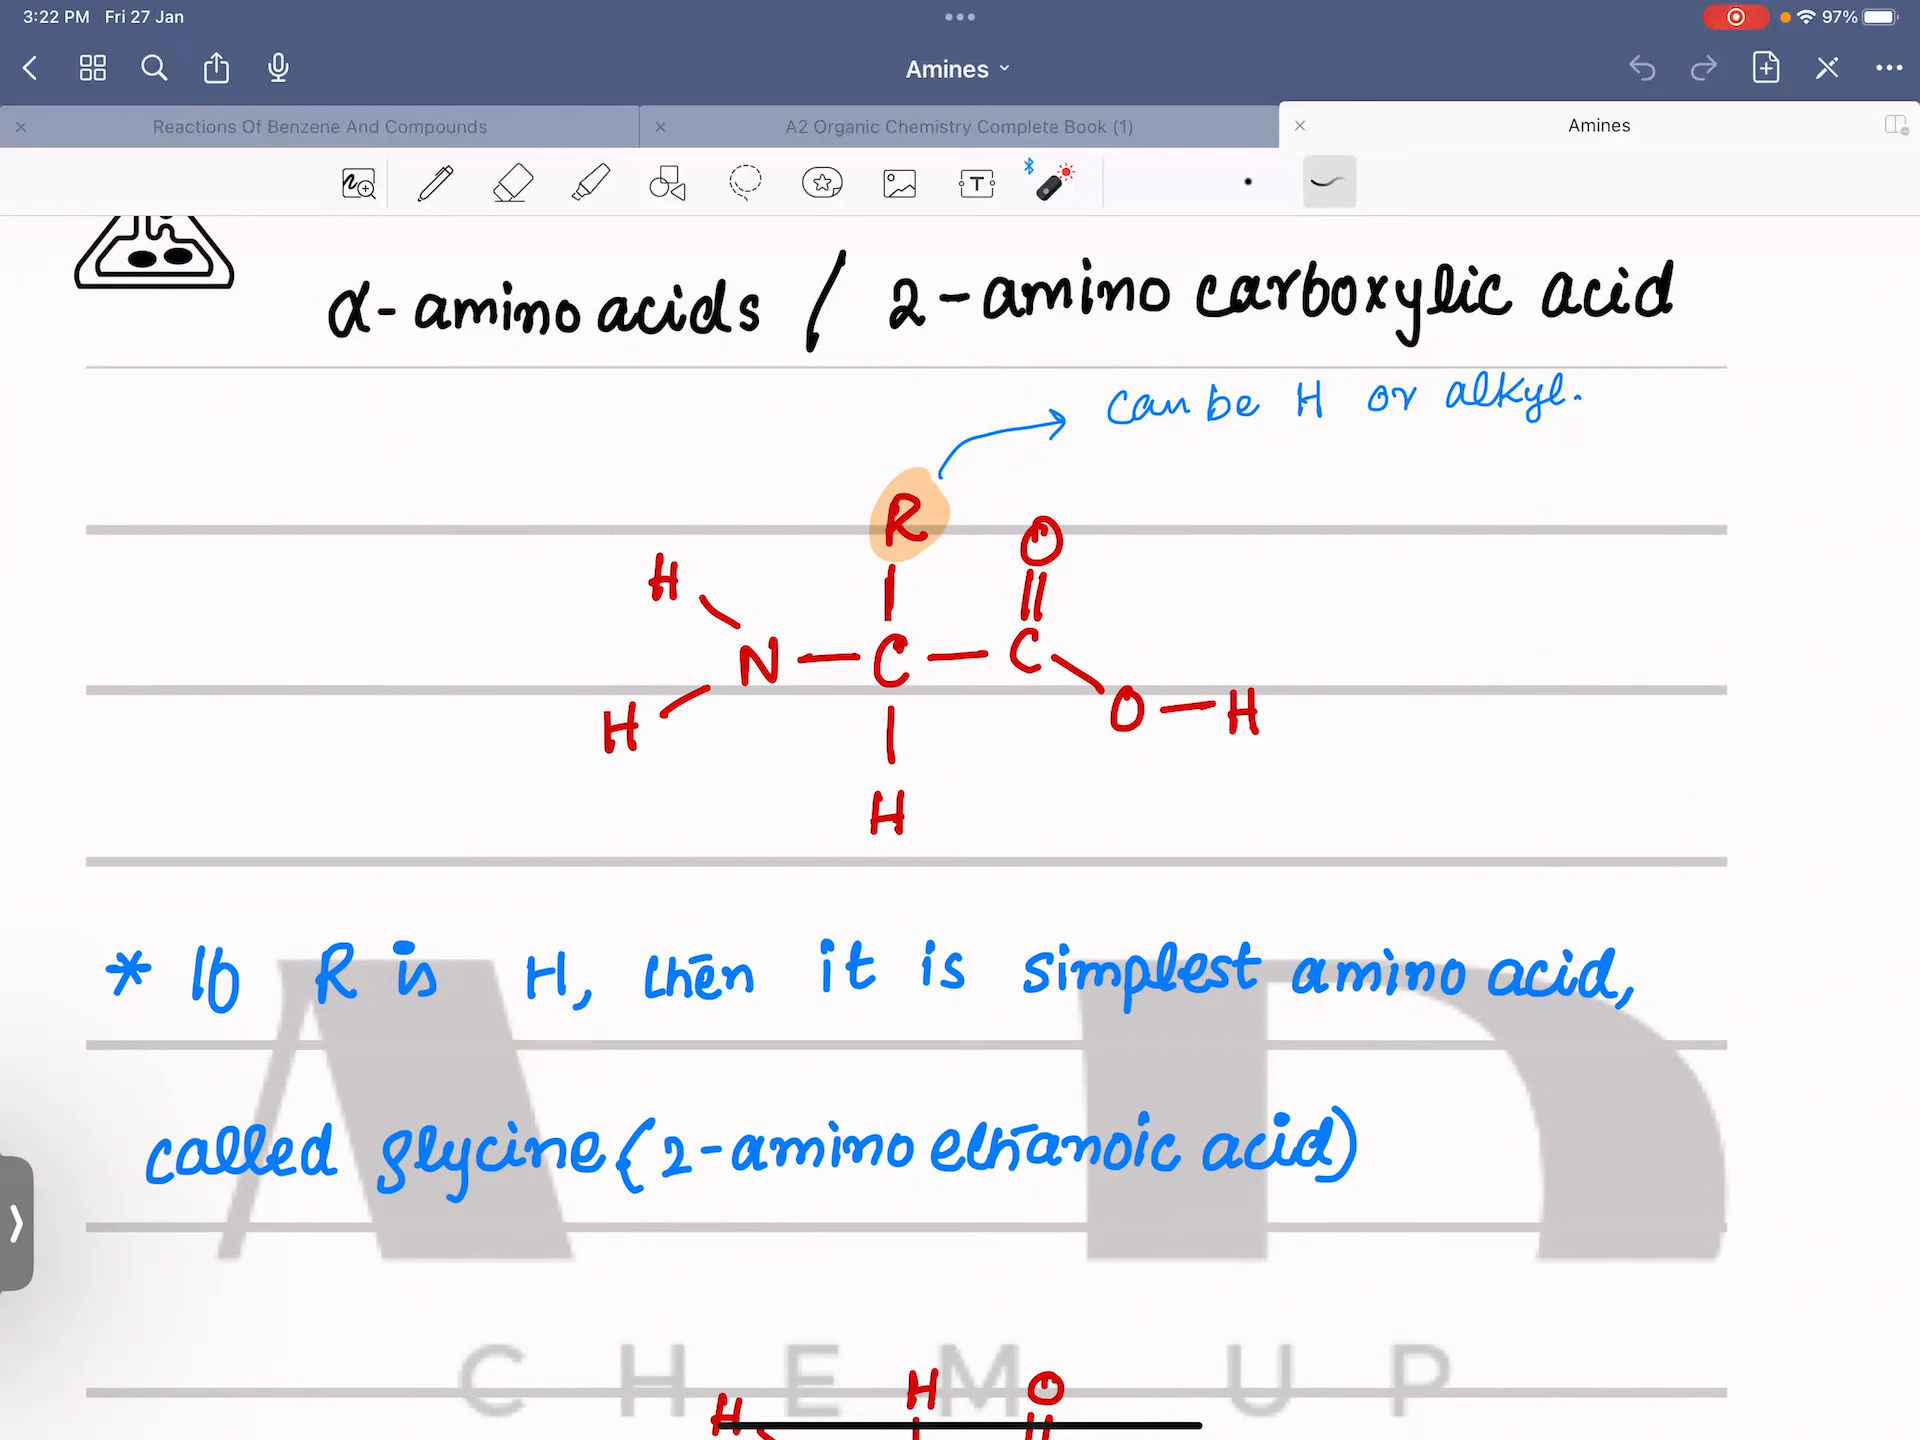 3:22 PM Fri 27 Jan
97%
Amines
Reactions Of Benzene And Compounds
A2 Organic Chemistry Complete Book (1)
Amines
T
α-amino acids / 2-amino carboxylic acid
can be H or alkyl.
R
O
H
N — C — C
H
O — H
H
* If R is H, then it is simplest amino acid,
called glycine (2-amino ethanoic acid)
CHEM UP
H O
H